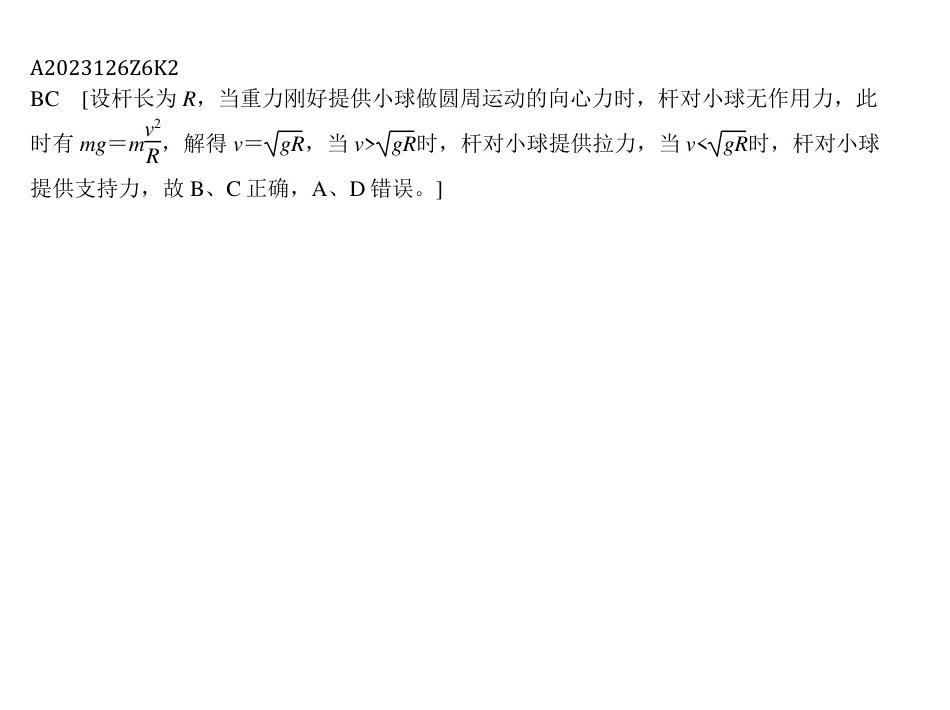 A2023126Z6K2
BC [设杆长为 R，当重力刚好提供小球做圆周运动的向心力时，杆对小球无作用力，此
时有 mg＝m\frac{v^2}{R}，解得 v＝\sqrt{gR}，当 v>\sqrt{gR}时，杆对小球提供拉力，当 v<\sqrt{gR}时，杆对小球
提供支持力，故 B、C 正确，A、D 错误。]